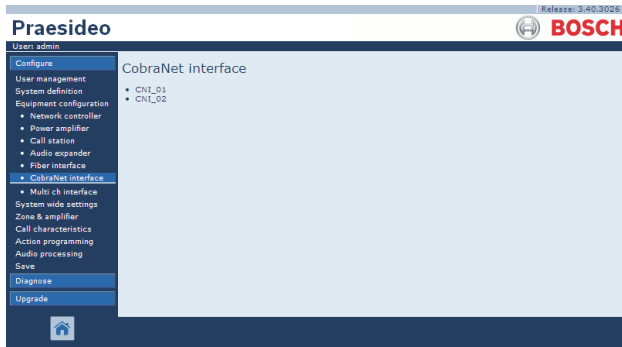 Release: 3.40.3026
Praesideo
BOSCH
User: admin
Configure
User management
System definition
Equipment configuration
• Network controller
• Power amplifier
• Call station
• Audio expander
• Fiber interface
• CobraNet interface
• Multi ch interface
System wide settings
Zone & amplifier
Call characteristics
Action programming
Audio processing
Save
Diagnose
Upgrade
CobraNet interface
• CNI_01
• CNI_02